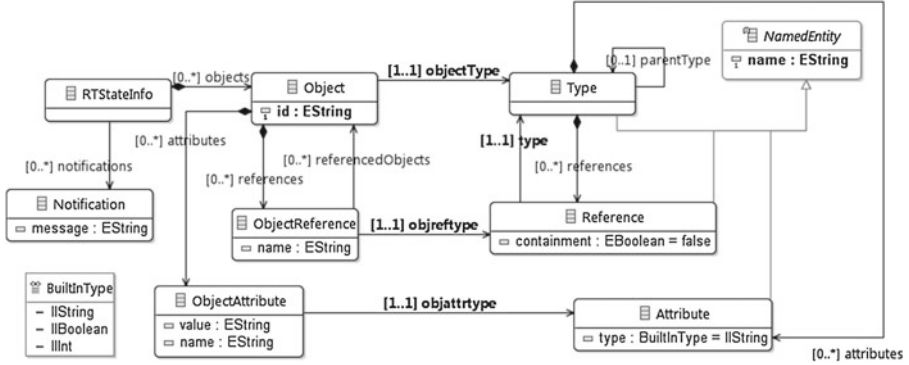 NamedEntity
name : EString
[0..*] objects
Object
id : EString
[1..1] objectType
Type
[0..1] parentType
RTStateInfo
[0..*] attributes
[1..1] type
[0..*] notifications
[0..*] references
[0..*] referencedObjects
[0..*] references
Notification
message : EString
ObjectReference
name : EString
[1..1] objreftype
Reference
containment : EBoolean = false
BuiltInType
IIString
IIBoolean
IIInt
ObjectAttribute
value : EString
name : EString
[1..1] objattrtype
Attribute
type : BuiltInType = IIString
[0..*] attributes